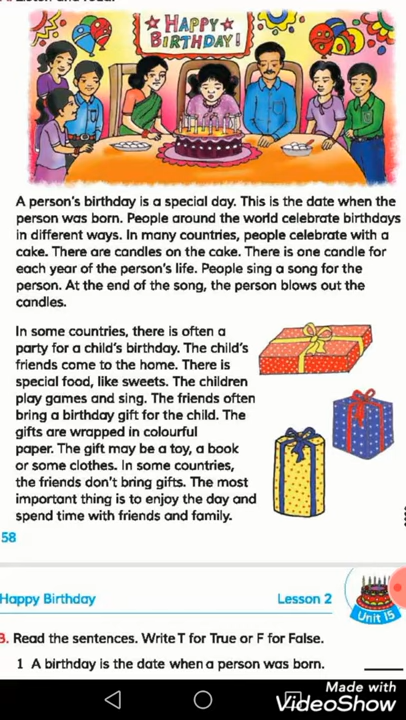 HAPPY
BIRTHDAY!
A person's birthday is a special day. This is the date when the
person was born. People around the world celebrate birthdays
in different ways. In many countries, people celebrate with a
cake. There are candles on the cake. There is one candle for
each year of the person's life. People sing a song for the
person. At the end of the song, the person blows out the
candles.
In some countries, there is often a
party for a child's birthday. The child's
friends come to the home. There is
special food, like sweets. The children
play games and sing. The friends often
bring a birthday gift for the child. The
gifts are wrapped in colourful
paper. The gift may be a toy, a book
or some clothes. In some countries,
the friends don't bring gifts. The most
important thing is to enjoy the day and
spend time with friends and family.
58
Happy Birthday
Lesson 2
Unit 15
3. Read the sentences. Write T for True or F for False.
1 A birthday is the date when a person was born.
Made with
VideoShow